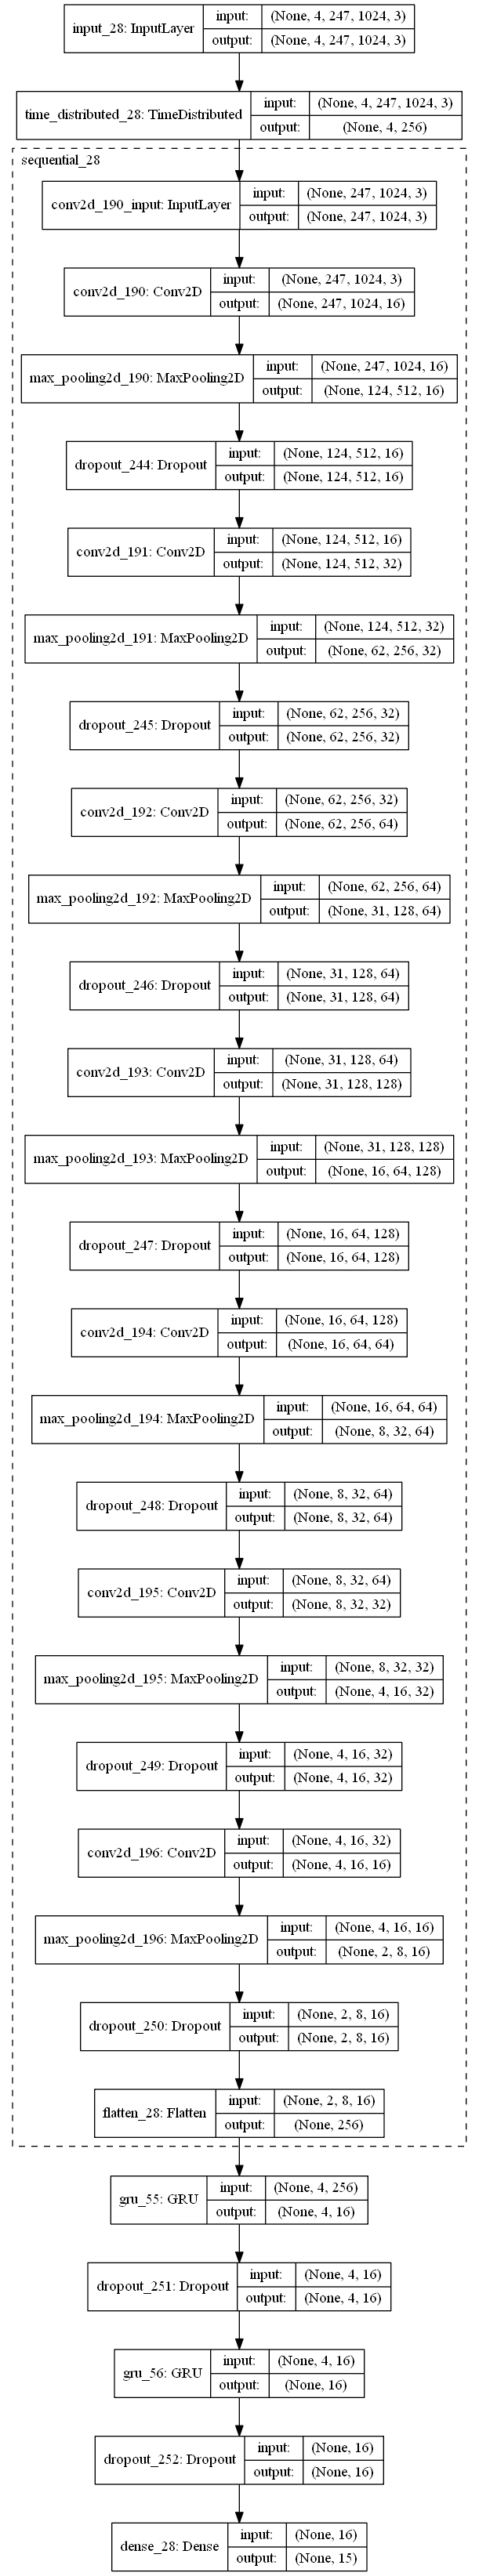 input_28: InputLayer
input: (None, 4, 247, 1024, 3)
output: (None, 4, 247, 1024, 3)
time_distributed_28: TimeDistributed
input: (None, 4, 247, 1024, 3)
output: (None, 4, 256)
sequential_28
conv2d_190_input: InputLayer
input: (None, 247, 1024, 3)
output: (None, 247, 1024, 3)
conv2d_190: Conv2D
input: (None, 247, 1024, 3)
output: (None, 247, 1024, 16)
max_pooling2d_190: MaxPooling2D
input: (None, 247, 1024, 16)
output: (None, 124, 512, 16)
dropout_244: Dropout
input: (None, 124, 512, 16)
output: (None, 124, 512, 16)
conv2d_191: Conv2D
input: (None, 124, 512, 16)
output: (None, 124, 512, 32)
max_pooling2d_191: MaxPooling2D
input: (None, 124, 512, 32)
output: (None, 62, 256, 32)
dropout_245: Dropout
input: (None, 62, 256, 32)
output: (None, 62, 256, 32)
conv2d_192: Conv2D
input: (None, 62, 256, 32)
output: (None, 62, 256, 64)
max_pooling2d_192: MaxPooling2D
input: (None, 62, 256, 64)
output: (None, 31, 128, 64)
dropout_246: Dropout
input: (None, 31, 128, 64)
output: (None, 31, 128, 64)
conv2d_193: Conv2D
input: (None, 31, 128, 64)
output: (None, 31, 128, 128)
max_pooling2d_193: MaxPooling2D
input: (None, 31, 128, 128)
output: (None, 16, 64, 128)
dropout_247: Dropout
input: (None, 16, 64, 128)
output: (None, 16, 64, 128)
conv2d_194: Conv2D
input: (None, 16, 64, 128)
output: (None, 16, 64, 64)
max_pooling2d_194: MaxPooling2D
input: (None, 16, 64, 64)
output: (None, 8, 32, 64)
dropout_248: Dropout
input: (None, 8, 32, 64)
output: (None, 8, 32, 64)
conv2d_195: Conv2D
input: (None, 8, 32, 64)
output: (None, 8, 32, 32)
max_pooling2d_195: MaxPooling2D
input: (None, 8, 32, 32)
output: (None, 4, 16, 32)
dropout_249: Dropout
input: (None, 4, 16, 32)
output: (None, 4, 16, 32)
conv2d_196: Conv2D
input: (None, 4, 16, 32)
output: (None, 4, 16, 16)
max_pooling2d_196: MaxPooling2D
input: (None, 4, 16, 16)
output: (None, 2, 8, 16)
dropout_250: Dropout
input: (None, 2, 8, 16)
output: (None, 2, 8, 16)
flatten_28: Flatten
input: (None, 2, 8, 16)
output: (None, 256)
gru_55: GRU
input: (None, 4, 256)
output: (None, 4, 16)
dropout_251: Dropout
input: (None, 4, 16)
output: (None, 4, 16)
gru_56: GRU
input: (None, 4, 16)
output: (None, 16)
dropout_252: Dropout
input: (None, 16)
output: (None, 16)
dense_28: Dense
input: (None, 16)
output: (None, 15)